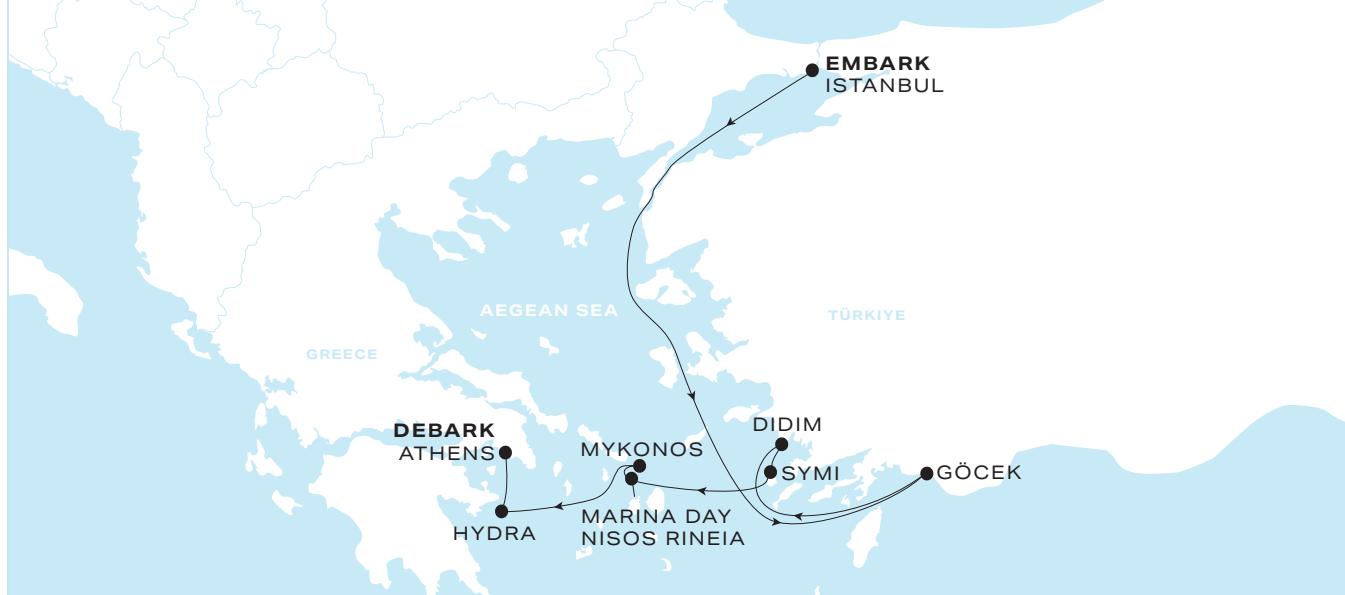 EMBARK
ISTANBUL
AEGEAN SEA
TÜRKIYE
GREECE
DIDIM
DEBARK
ATHENS
MYKONOS
SYMI
GÖCEK
MARINA DAY
NISOS RINEIA
HYDRA